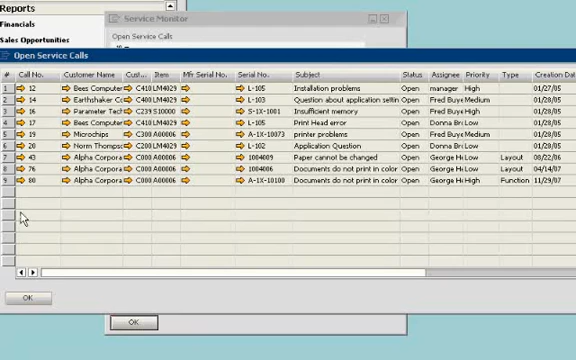 Reports
Financials
Sales Opportunities
Service Monitor
Open Service Calls
Open Service Calls
# Call No. Customer Name Cust... Item Mfr Serial No. Serial No. Subject Status Assignee Priority Type Creation Da
1 12 Bees Computer C410 LM4029 L-105 Installation problems Open manager High 01/27/05
2 14 Earthshaker Co C400 LM4029 L-103 Question about application settin Open Fred Buye Medium 01/28/05
3 16 Parameter Tech C239 S10000 S-1X-1001 Insufficient memory Open Fred Buye Medium 01/28/05
4 17 Bees Computer C410 LM4029 L-105 Print Head error Open Donna Br Low 01/28/05
5 19 Microchips C300 A00006 A-1X-10073 printer problems Open Fred Buye Medium 01/28/05
6 20 Norm Thompso C200 LM4029 L-102 Application Question Open Donna Br Low 01/28/05
7 43 Alpha Corpora C000 A00006 1004009 Paper cannot be changed Open George H Low Layout 08/22/06
8 76 Alpha Corpora C000 A00006 1004006 Documents do not print in color Open George H Low Layout 04/14/07
9 80 Alpha Corpora C000 A00006 A-1X-10100 Documents do not print in color Open George H High Function 11/29/07
OK
OK